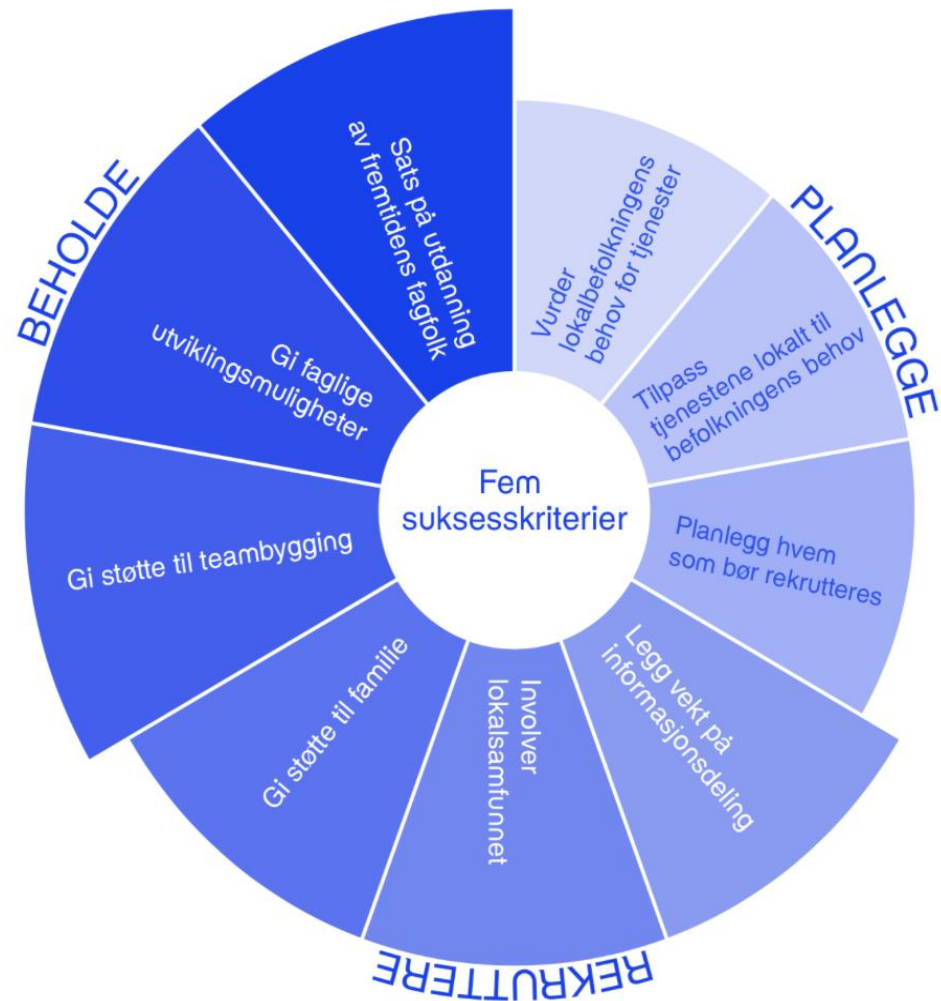 Fem
suksesskriterier
PLANLEGGE
Vurder
lokalbefolkningens
behov for tjenester
Tilpass
tjenestene lokalt til
befolkningens behov
Planlegg hvem
som bør rekrutteres
REKRUTTERE
Legg vekt på
informasjonsdeling
Involver
lokalsamfunnet
Gi støtte til familie
BEHOLDE
Gi støtte til teambygging
Gi faglige
utviklingsmuligheter
Sats på utdanning
av fremtidens fagfolk